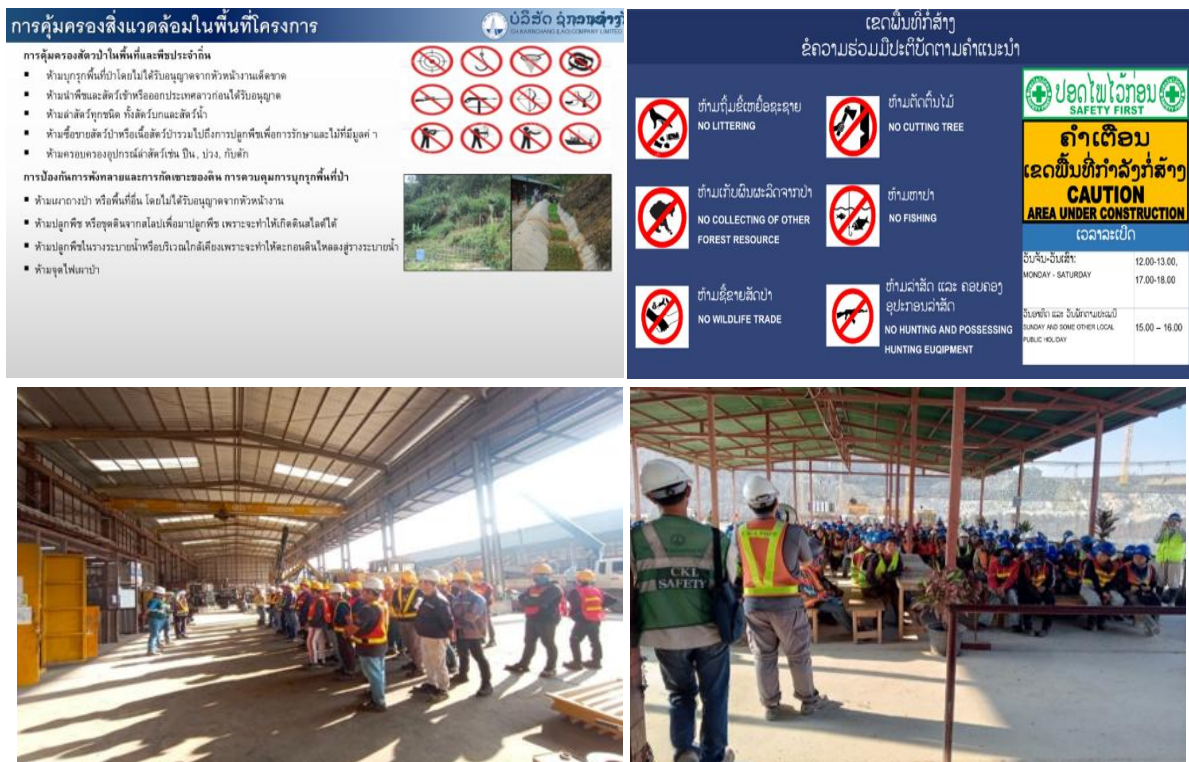 การคุ้มครองสิ่งแวดล้อมในพื้นที่โครงการ
ບໍລິສັດ ຊ.ການຊ່າງ
CH.KARNCHANG (LAO) COMPANY LIMITED
การคุ้มครองสัตว์ป่าในพื้นที่และพืชประจำถิ่น
ห้ามบุกรุกพื้นที่ป่าโดยไม่ได้รับอนุญาตจากหัวหน้างานเด็ดขาด
ห้ามนำพืชและสัตว์เข้าหรือออกประเทศลาวก่อนได้รับอนุญาต
ห้ามล่าสัตว์ทุกชนิด ทั้งสัตว์บกและสัตว์น้ำ
ห้ามซื้อขายสัตว์ป่าหรือเนื้อสัตว์ป่ารวมไปถึงการปลูกพืชเพื่อการรักษาและไม้ที่มีมูลค่า
ห้ามครอบครองอุปกรณ์ล่าสัตว์เช่น ปืน, บ่วง, กับดัก
การป้องกันการพังทลายและการกัดเซาะของดิน การควบคุมการบุกรุกพื้นที่ป่า
ห้ามเผาถางป่า หรือพื้นที่อื่น โดยไม่ได้รับอนุญาตจากหัวหน้างาน
ห้ามปลูกพืช หรือขุดดินจากสโลปเพื่อมาปลูกพืช เพราะจะทำให้เกิดดินสไลด์ได้
ห้ามปลูกพืชในรางระบายน้ำหรือบริเวณใกล้เคียงเพราะจะทำให้ตะกอนดินไหลลงสู่รางระบายน้ำ
ห้ามจุดไฟเผาป่า
ເຂດພື້ນທີ່ກໍ່ສ້າງ
ຂໍຄວາມຮ່ວມມືປະຕິບັດຕາມຄຳແນະນຳ
ຫ້າມຖິ້ມຂີ້ເຫຍື້ອຊະຊາຍ
NO LITTERING
ຫ້າມຕັດຕົ້ນໄມ້
NO CUTTING TREE
ຫ້າມເກັບຜົນຜະລິດຈາກປ່າ
NO COLLECTING OF OTHER
FOREST RESOURCE
ຫ້າມຫາປາ
NO FISHING
ຫ້າມຊື້ຂາຍສັດປ່າ
NO WILDLIFE TRADE
ຫ້າມລ່າສັດ ແລະ ຄອບຄອງ
ອຸປະກອນລ່າສັດ
NO HUNTING AND POSSESSING
HUNTING EUQIPMENT
ປອດໄພໄວ້ກ່ອນ
SAFETY FIRST
ຄຳເຕືອນ
ເຂດພື້ນທີ່ກຳລັງກໍ່ສ້າງ
CAUTION
AREA UNDER CONSTRUCTION
ເວລາລະເບີດ
ວັນຈັນ-ວັນເສົາ:
MONDAY - SATURDAY
12.00-13.00,
17.00-18.00
ວັນອາທິດ ແລະ ວັນພັກຕາມປະເພນີ
SUNDAY AND SOME OTHER LOCAL
PUBLIC HOLIDAY
15.00 – 16.00
CKL
SAFETY